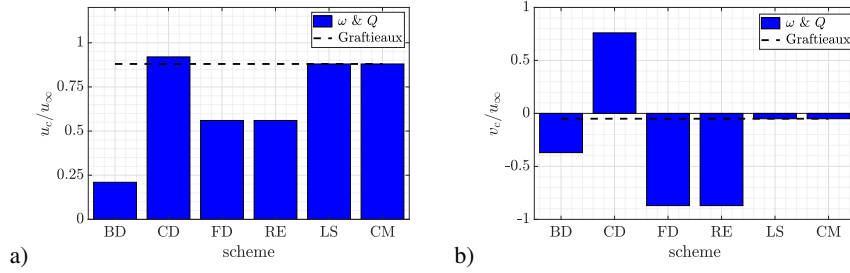 a)
u_c/u_∞
1
0.75
0.5
0.25
0
BD CD FD RE LS CM
scheme
ω & Q
Graftieaux
b)
v_c/u_∞
1
0.5
0
-0.5
-1
BD CD FD RE LS CM
scheme
ω & Q
Graftieaux